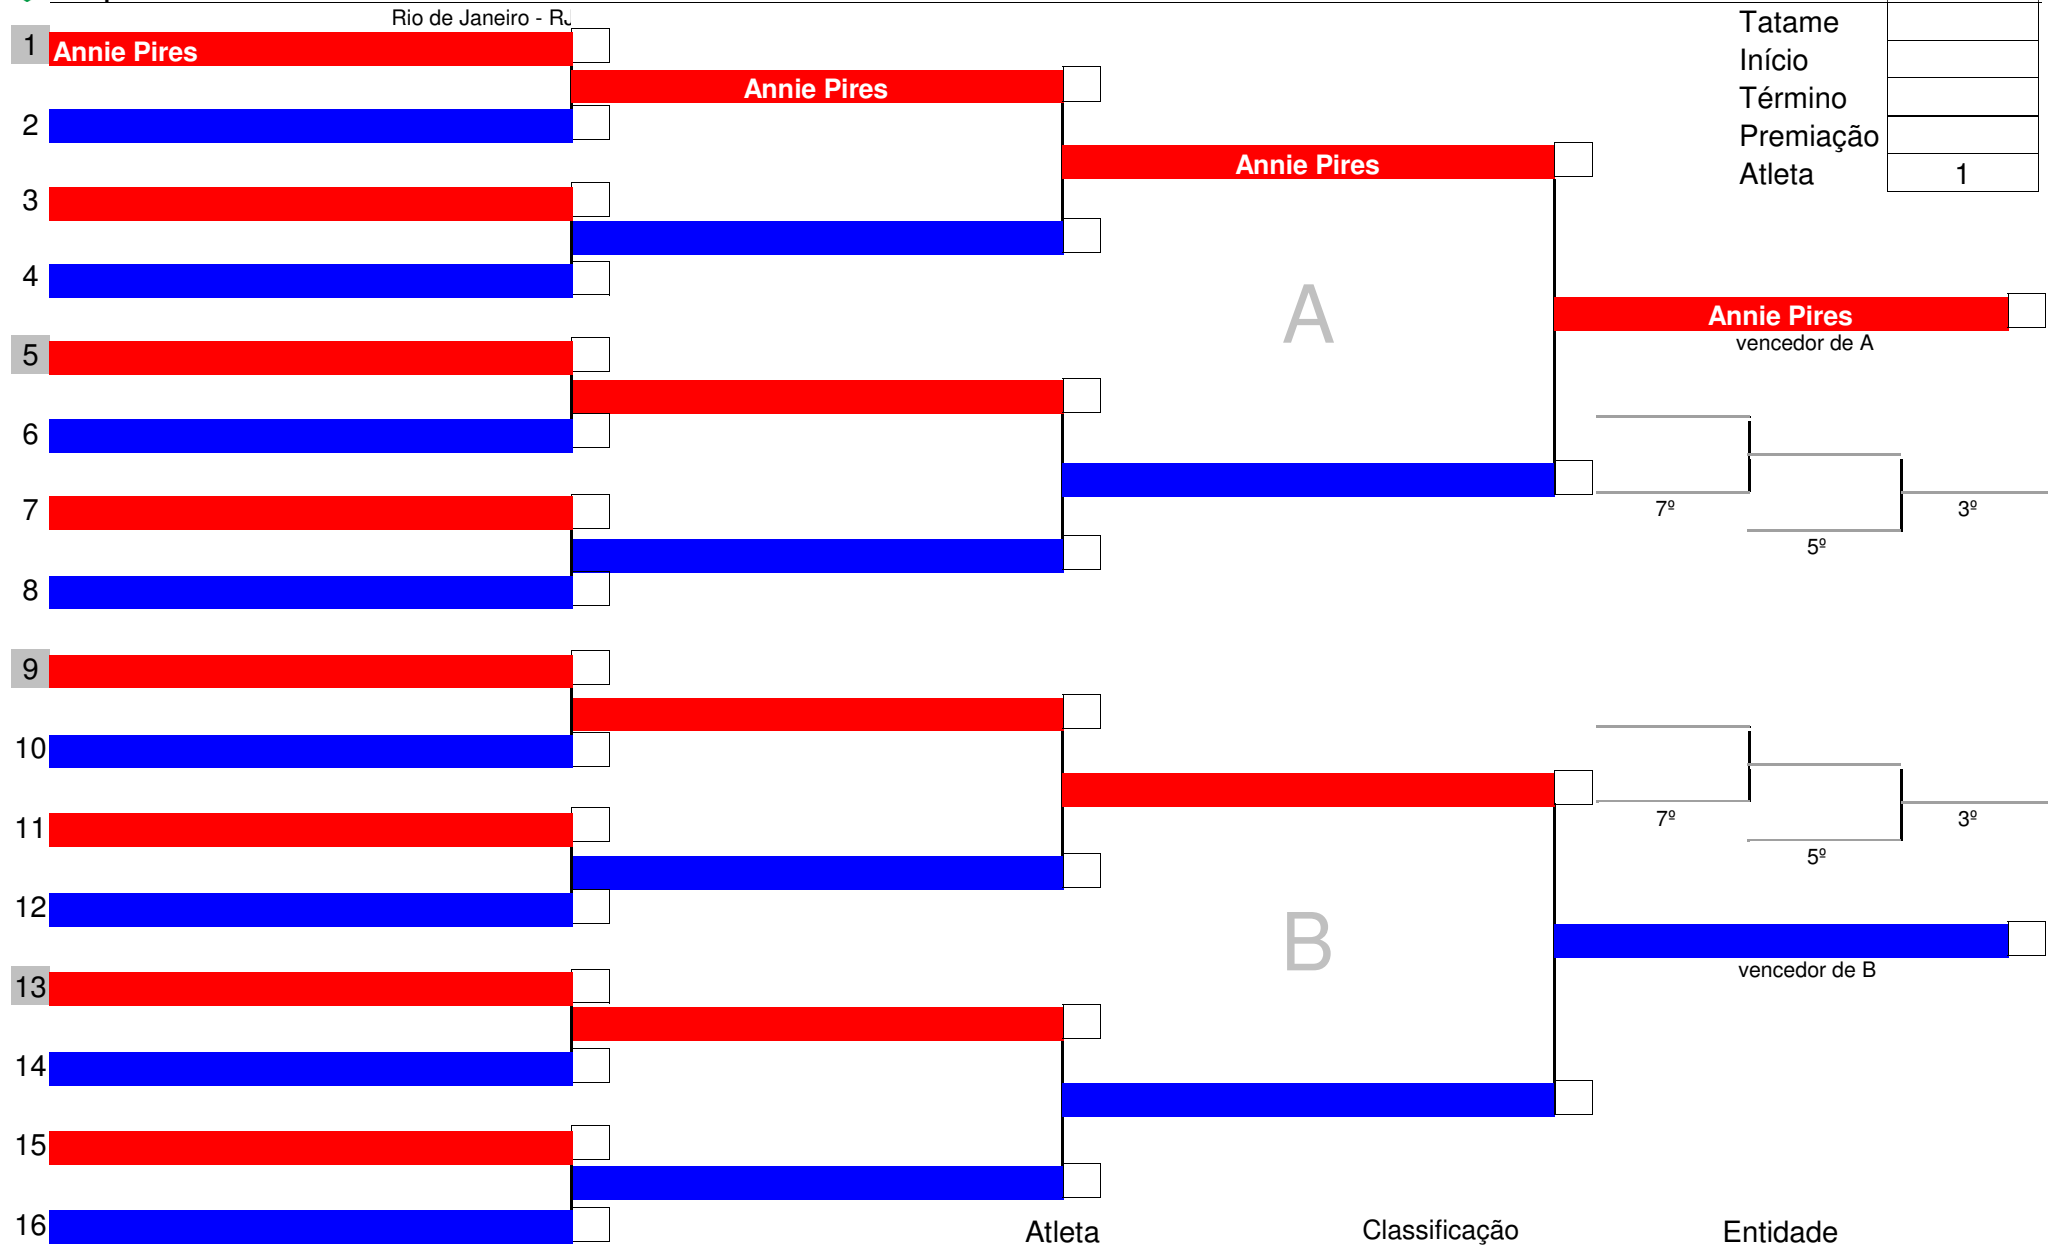 Rio de Janeiro - RJ
Tatame
Início
Término
Premiação
Atleta 1
1 Annie Pires
Annie Pires
2
Annie Pires
3
4
A
Annie Pires
vencedor de A
5
6
7
7º 3º
5º
8
9
10
11
7º 3º
5º
12
B
vencedor de B
13
14
15
16
Atleta Classificação Entidade